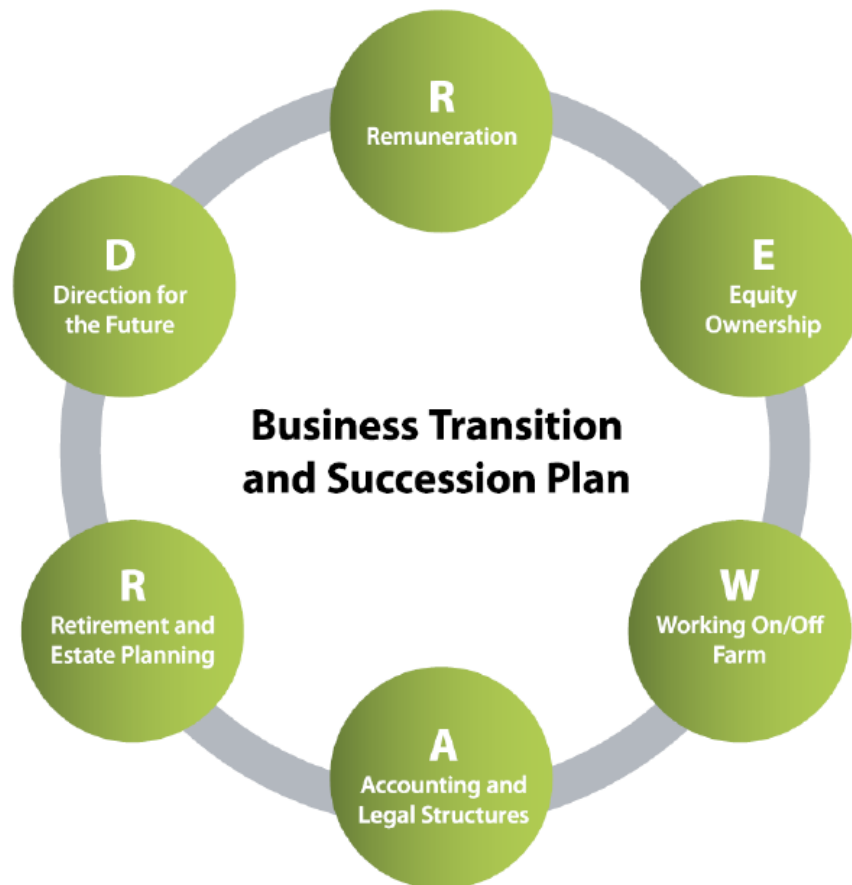 R
Remuneration
E
Equity
Ownership
W
Working On/Off
Farm
A
Accounting and
Legal Structures
R
Retirement and
Estate Planning
D
Direction for
the Future
Business Transition
and Succession Plan